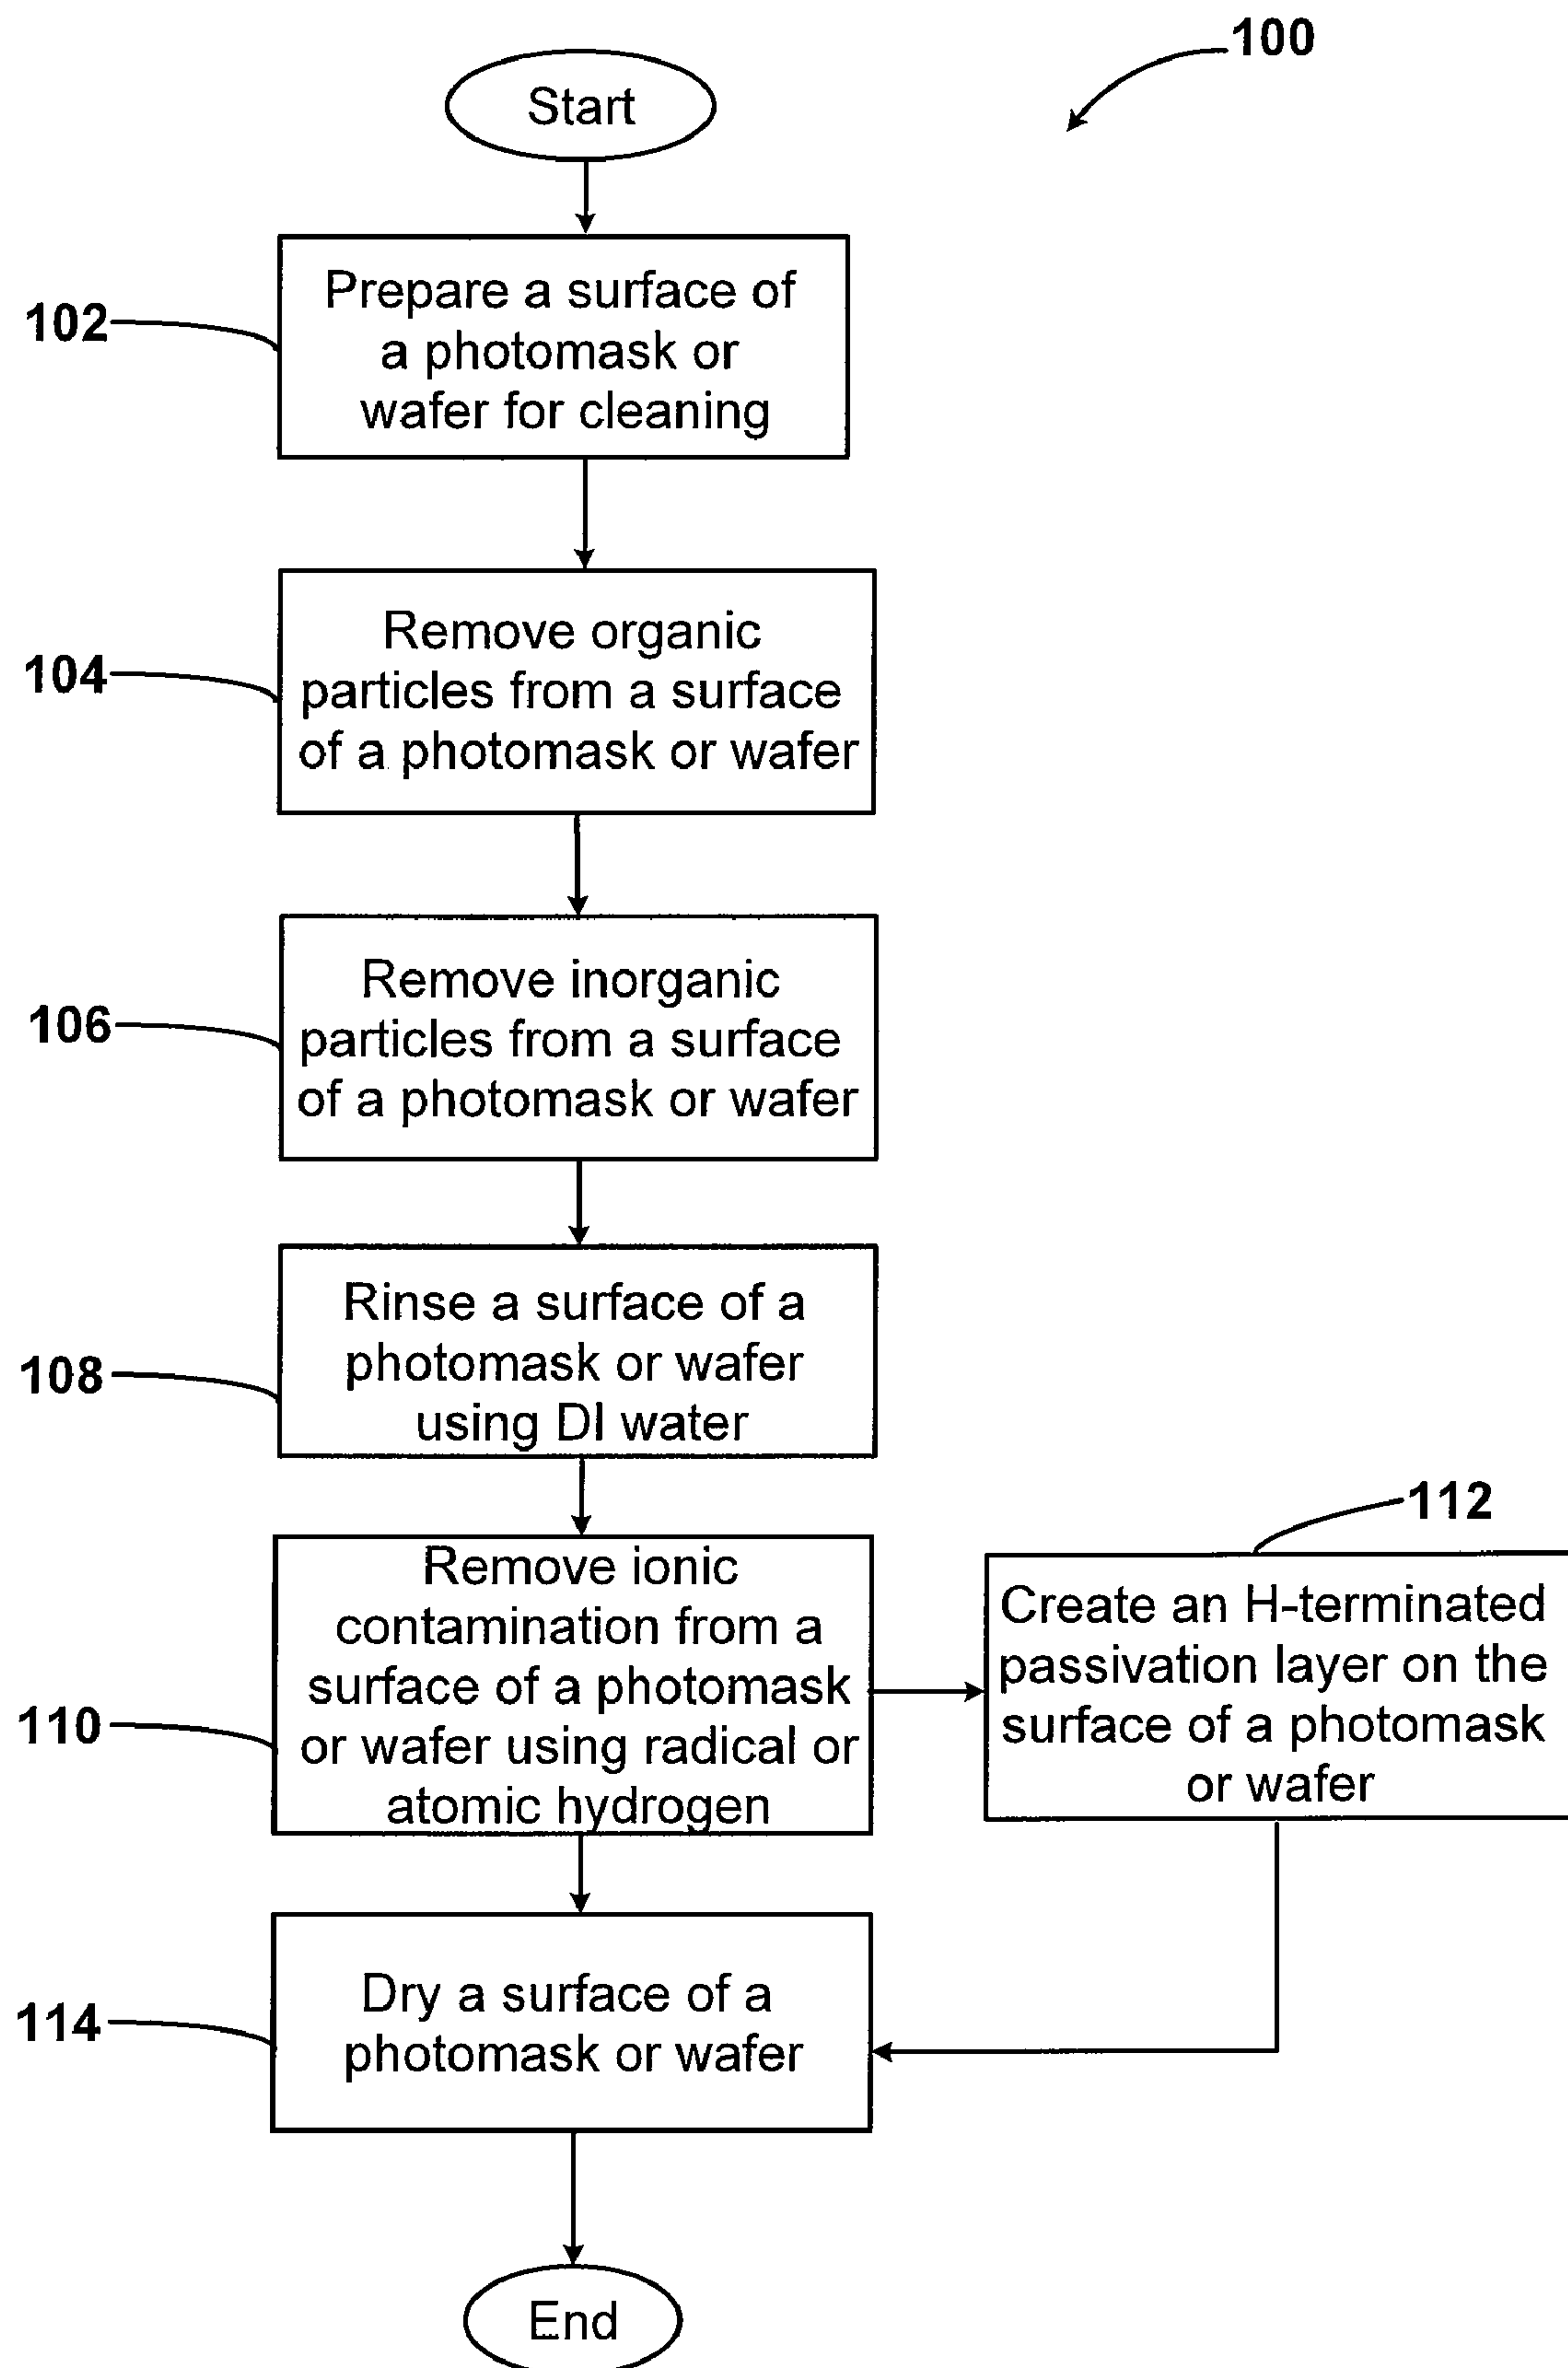 100
Start
102
Prepare a surface of
a photomask or
wafer for cleaning
104
Remove organic
particles from a surface
of a photomask or wafer
106
Remove inorganic
particles from a surface
of a photomask or wafer
108
Rinse a surface of a
photomask or wafer
using DI water
110
Remove ionic
contamination from a
surface of a photomask
or wafer using radical or
atomic hydrogen
112
Create an H-terminated
passivation layer on the
surface of a photomask
or wafer
114
Dry a surface of a
photomask or wafer
End